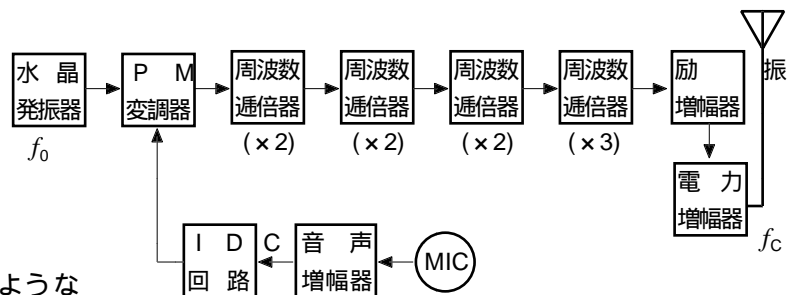 水 晶
発振器
f0
P M
変調器
周波数
逓倍器
(×2)
周波数
逓倍器
(×2)
周波数
逓倍器
(×2)
周波数
逓倍器
(×3)
励 振
増幅器
電 力
増幅器
fC
I D C
回 路
音 声
増幅器
MIC
ような